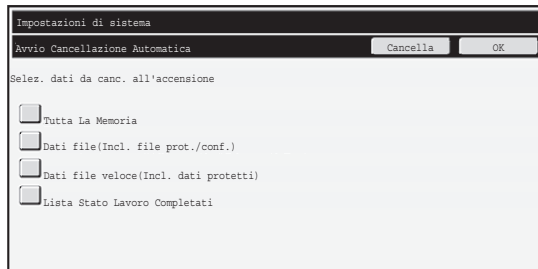 Impostazioni di sistema
Avvio Cancellazione Automatica Cancella OK
Selez. dati da canc. all'accensione
Tutta La Memoria
Dati file(Incl. file prot./conf.)
Dati file veloce(Incl. dati protetti)
Lista Stato Lavoro Completati